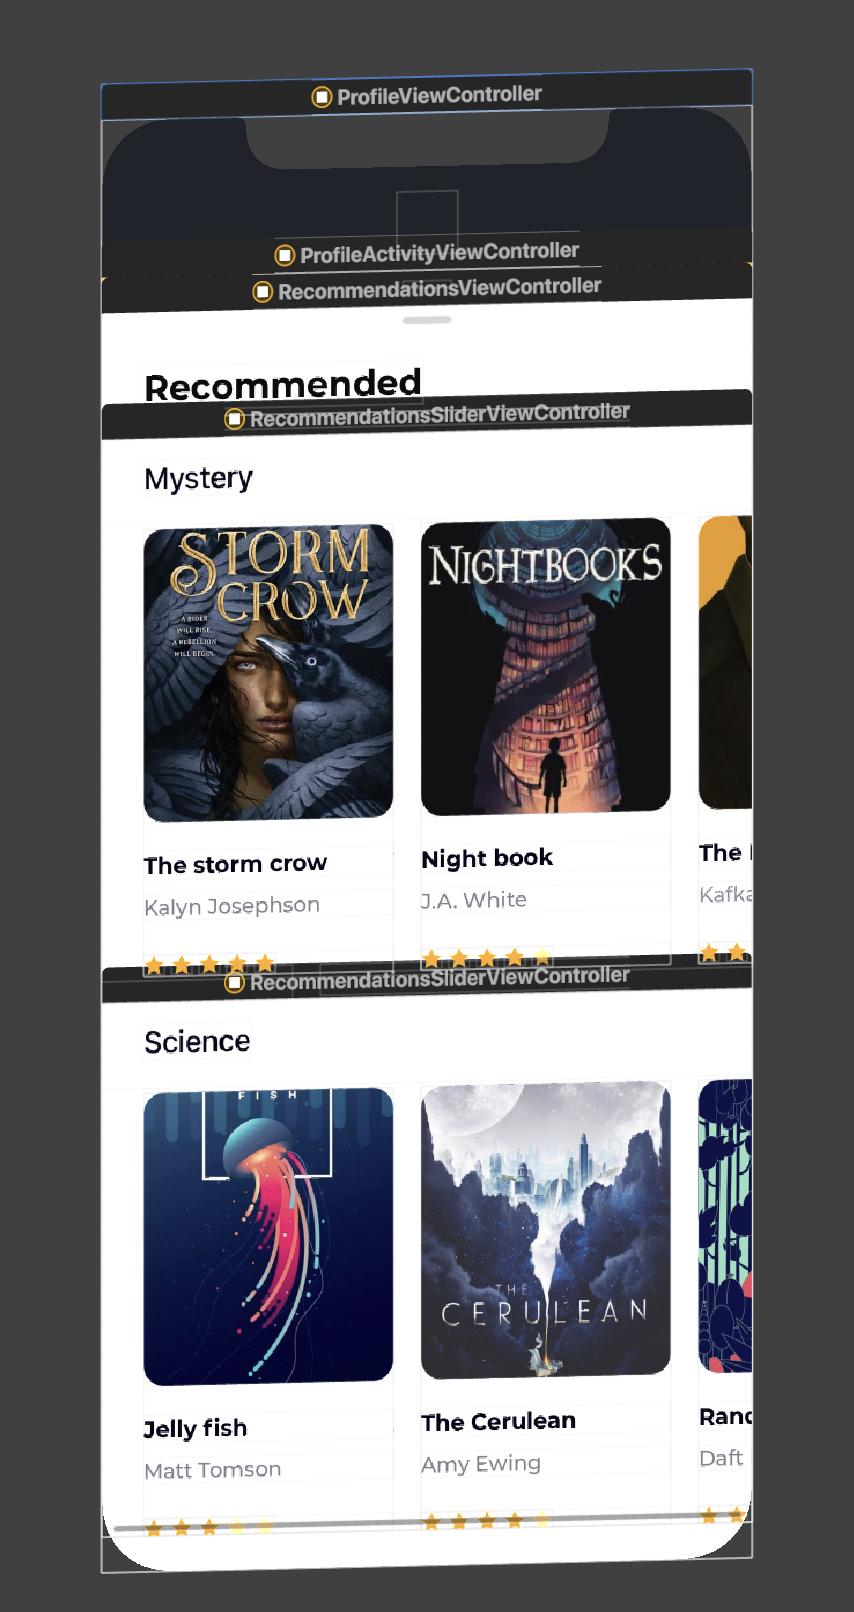 ProfileViewController
ProfileActivityViewController
RecommendationsViewController
Recommended
RecommendationsSliderViewController
Mystery
STORM
CROW
A RIDER
WILL RISE.
A REBELLION
WILL BEGIN.
NIGHTBOOKS
The storm crow
Night book
The
Kalyn Josephson
J.A. White
Kafka
RecommendationsSliderViewController
Science
FISH
THE
CERULEAN
Jelly fish
The Cerulean
Matt Tomson
Amy Ewing
Daft